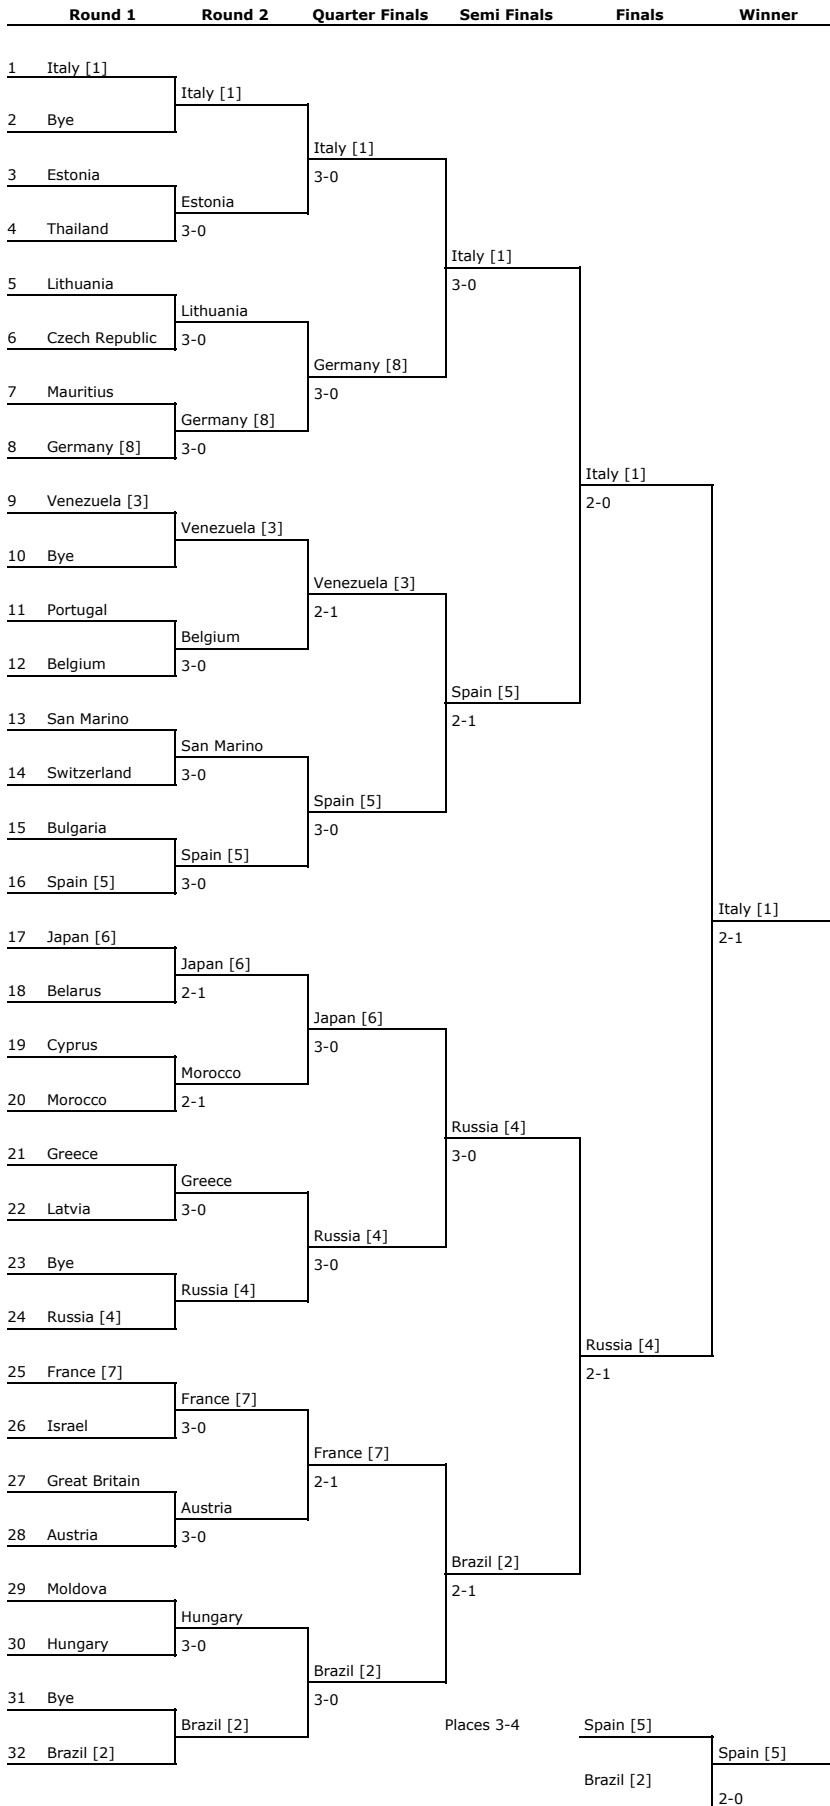 Round 1 Round 2 Quarter Finals Semi Finals Finals Winner
1 Italy [1]
Italy [1]
2 Bye
Italy [1]
3 Estonia 3-0
Estonia
4 Thailand 3-0
Italy [1]
5 Lithuania 3-0
Lithuania
6 Czech Republic 3-0
Germany [8]
7 Mauritius 3-0
Germany [8]
8 Germany [8] 3-0
Italy [1]
9 Venezuela [3] 2-0
Venezuela [3]
10 Bye
Venezuela [3]
11 Portugal 2-1
Belgium
12 Belgium 3-0
Spain [5]
13 San Marino 2-1
San Marino
14 Switzerland 3-0
Spain [5]
15 Bulgaria 3-0
Spain [5]
16 Spain [5] 3-0
Italy [1]
17 Japan [6] 2-1
Japan [6]
18 Belarus 2-1
Japan [6]
19 Cyprus 3-0
Morocco
20 Morocco 2-1
Russia [4]
21 Greece 3-0
Greece
22 Latvia 3-0
Russia [4]
23 Bye 3-0
Russia [4]
24 Russia [4]
Russia [4]
25 France [7] 2-1
France [7]
26 Israel 3-0
France [7]
27 Great Britain 2-1
Austria
28 Austria 3-0
Brazil [2]
29 Moldova 2-1
Hungary
30 Hungary 3-0
Brazil [2]
31 Bye 3-0
Brazil [2] Places 3-4 Spain [5]
32 Brazil [2] Spain [5]
Brazil [2]
2-0